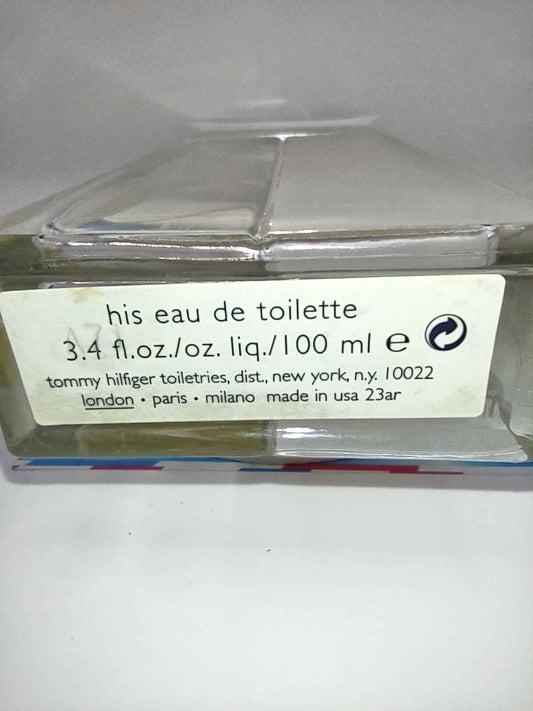 his eau de toilette
3.4 fl.oz./oz. liq./100 ml e
tommy hilfiger toiletries, dist., new york, n.y. 10022
london • paris • milano made in usa 23ar